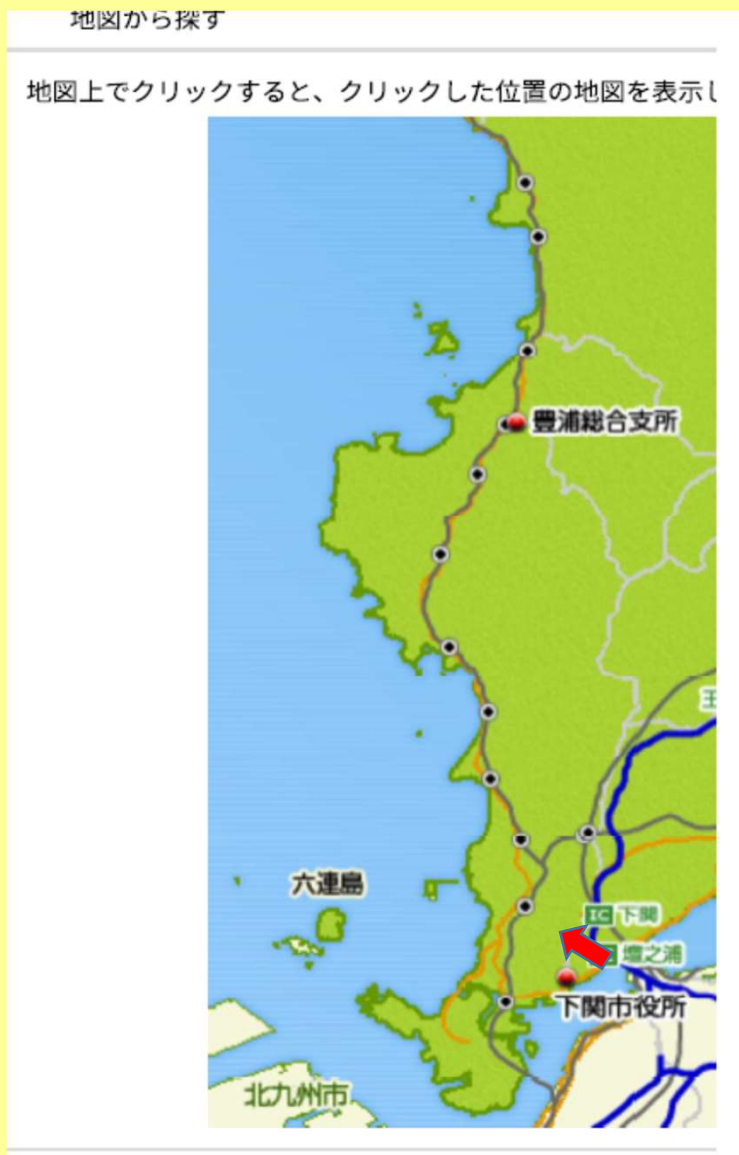 地図から探す
地図上でクリックすると、クリックした位置の地図を表示し
豊浦総合支所
王
六連島
IC 下関
壇之浦
下関市役所
北九州市